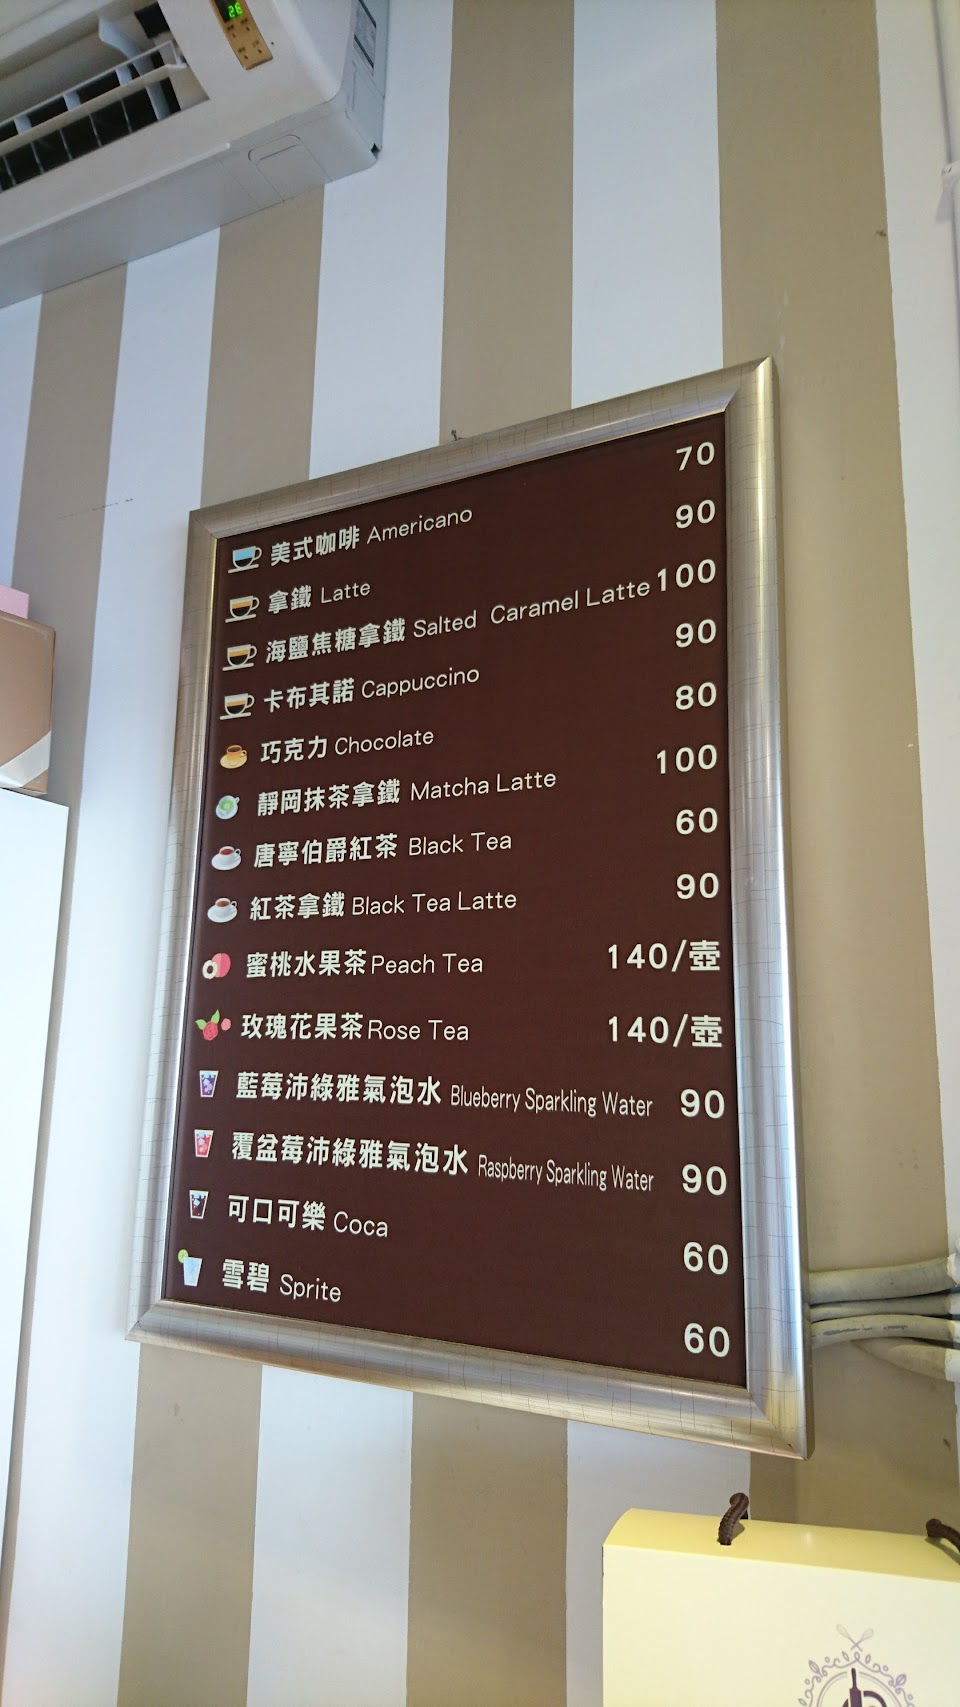 26
美式咖啡 Americano 70
拿鐵 Latte 90
海鹽焦糖拿鐵 Salted Caramel Latte 100
卡布其諾 Cappuccino 90
巧克力 Chocolate 80
靜岡抹茶拿鐵 Matcha Latte 100
唐寧伯爵紅茶 Black Tea 60
紅茶拿鐵 Black Tea Latte 90
蜜桃水果茶 Peach Tea 140/壺
玫瑰花果茶 Rose Tea 140/壺
藍莓沛綠雅氣泡水 Blueberry Sparkling Water 90
覆盆莓沛綠雅氣泡水 Raspberry Sparkling Water 90
可口可樂 Coca 60
雪碧 Sprite 60